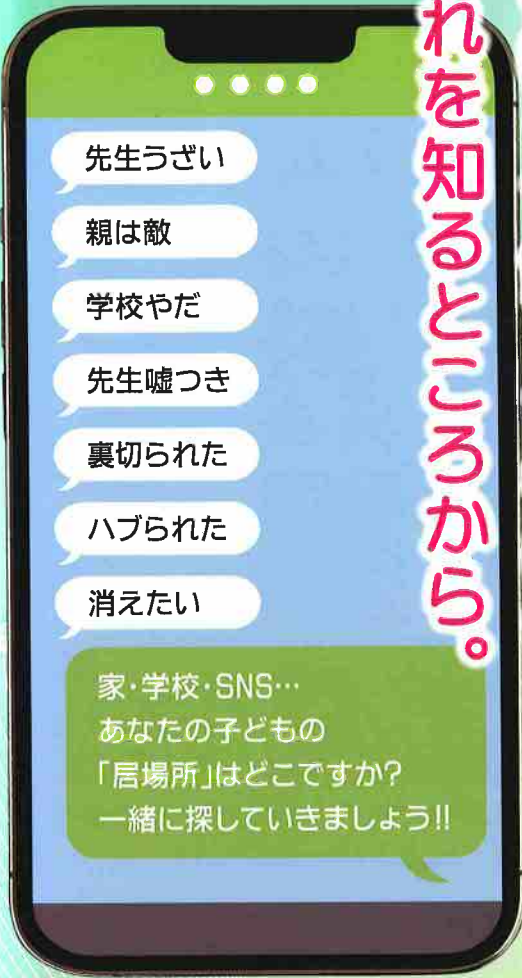 れを知るところから。
先生うざい
親は敵
学校やだ
先生嘘つき
裏切られた
ハブられた
消えたい
家・学校・SNS…
あなたの子どもの
「居場所」はどこですか?
一緒に探していきましょう!!